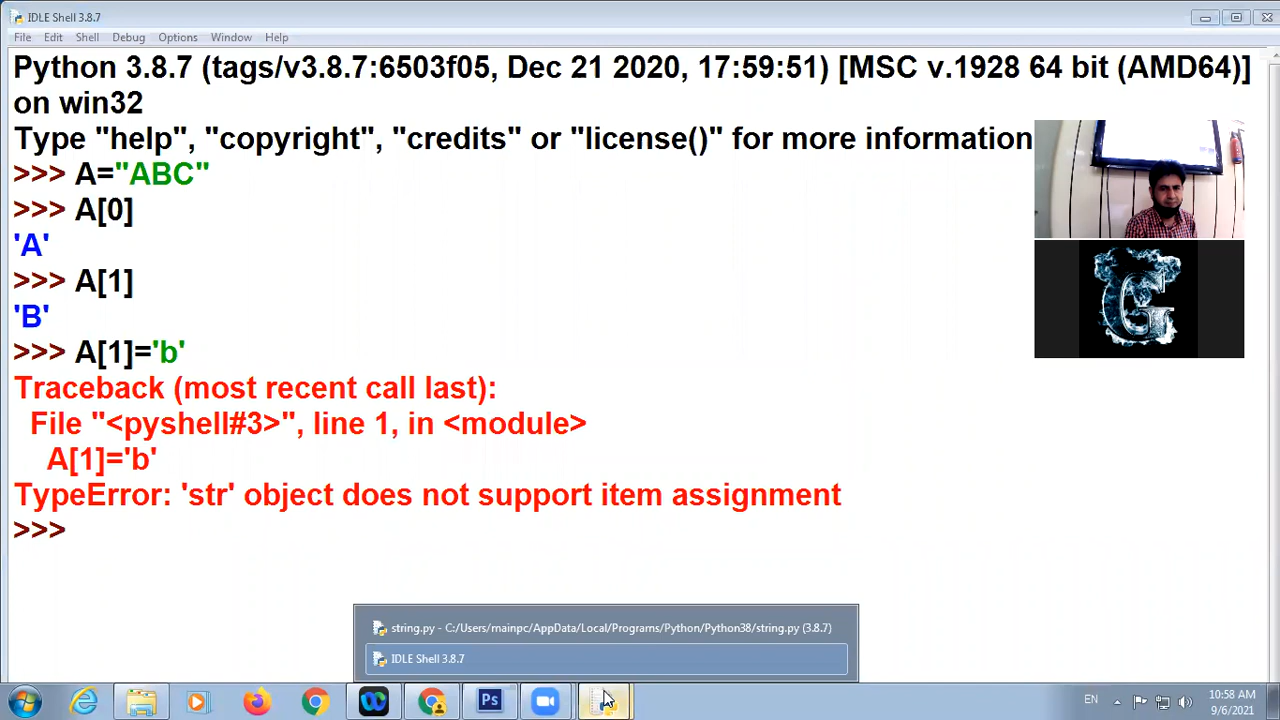 IDLE Shell 3.8.7
File Edit Shell Debug Options Window Help
Python 3.8.7 (tags/v3.8.7:6503f05, Dec 21 2020, 17:59:51) [MSC v.1928 64 bit (AMD64)]
on win32
Type "help", "copyright", "credits" or "license()" for more information
>>> A="ABC"
>>> A[0]
'A'
>>> A[1]
'B'
>>> A[1]='b'
Traceback (most recent call last):
File "<pyshell#3>", line 1, in <module>
A[1]='b'
TypeError: 'str' object does not support item assignment
>>>
G
string.py - C:/Users/mainpc/AppData/Local/Programs/Python/Python38/string.py (3.8.7)
IDLE Shell 3.8.7
Ps
EN
10:58 AM
9/6/2021